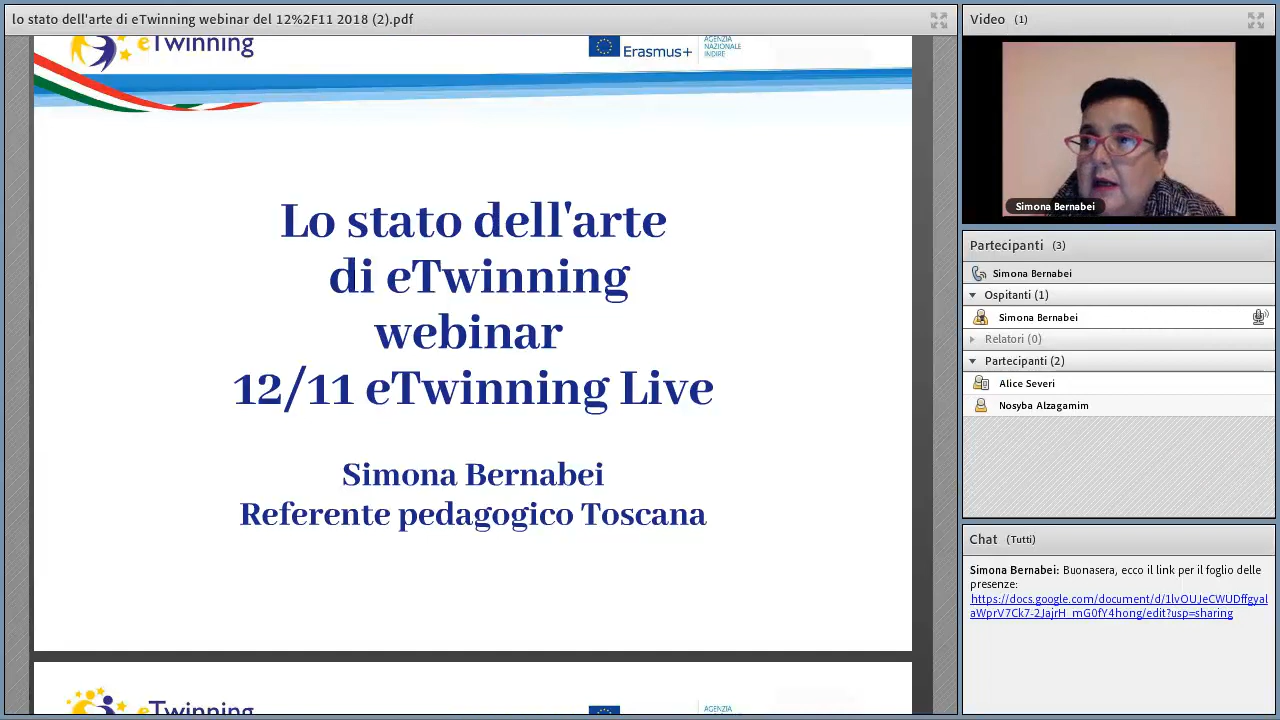 lo stato dell'arte di eTwinning webinar del 12%2F11 2018 (2).pdf
eTwinning
Erasmus+
AGENZIA
NAZIONALE
INDIRE
Lo stato dell'arte
di eTwinning
webinar
12/11 eTwinning Live
Simona Bernabei
Referente pedagogico Toscana
eTwinning
AGENZIA
Video (1)
Simona Bernabei
Partecipanti (3)
Simona Bernabei
Ospitanti (1)
Simona Bernabei
Relatori (0)
Partecipanti (2)
Alice Severi
Nosyba Alzagamim
Chat (Tutti)
Simona Bernabei: Buonasera, ecco il link per il foglio delle
presenze:
https://docs.google.com/document/d/1lvOUJeCWUDffgyal
aWprV7Ck7-2JajrH_mG0fY4hong/edit?usp=sharing